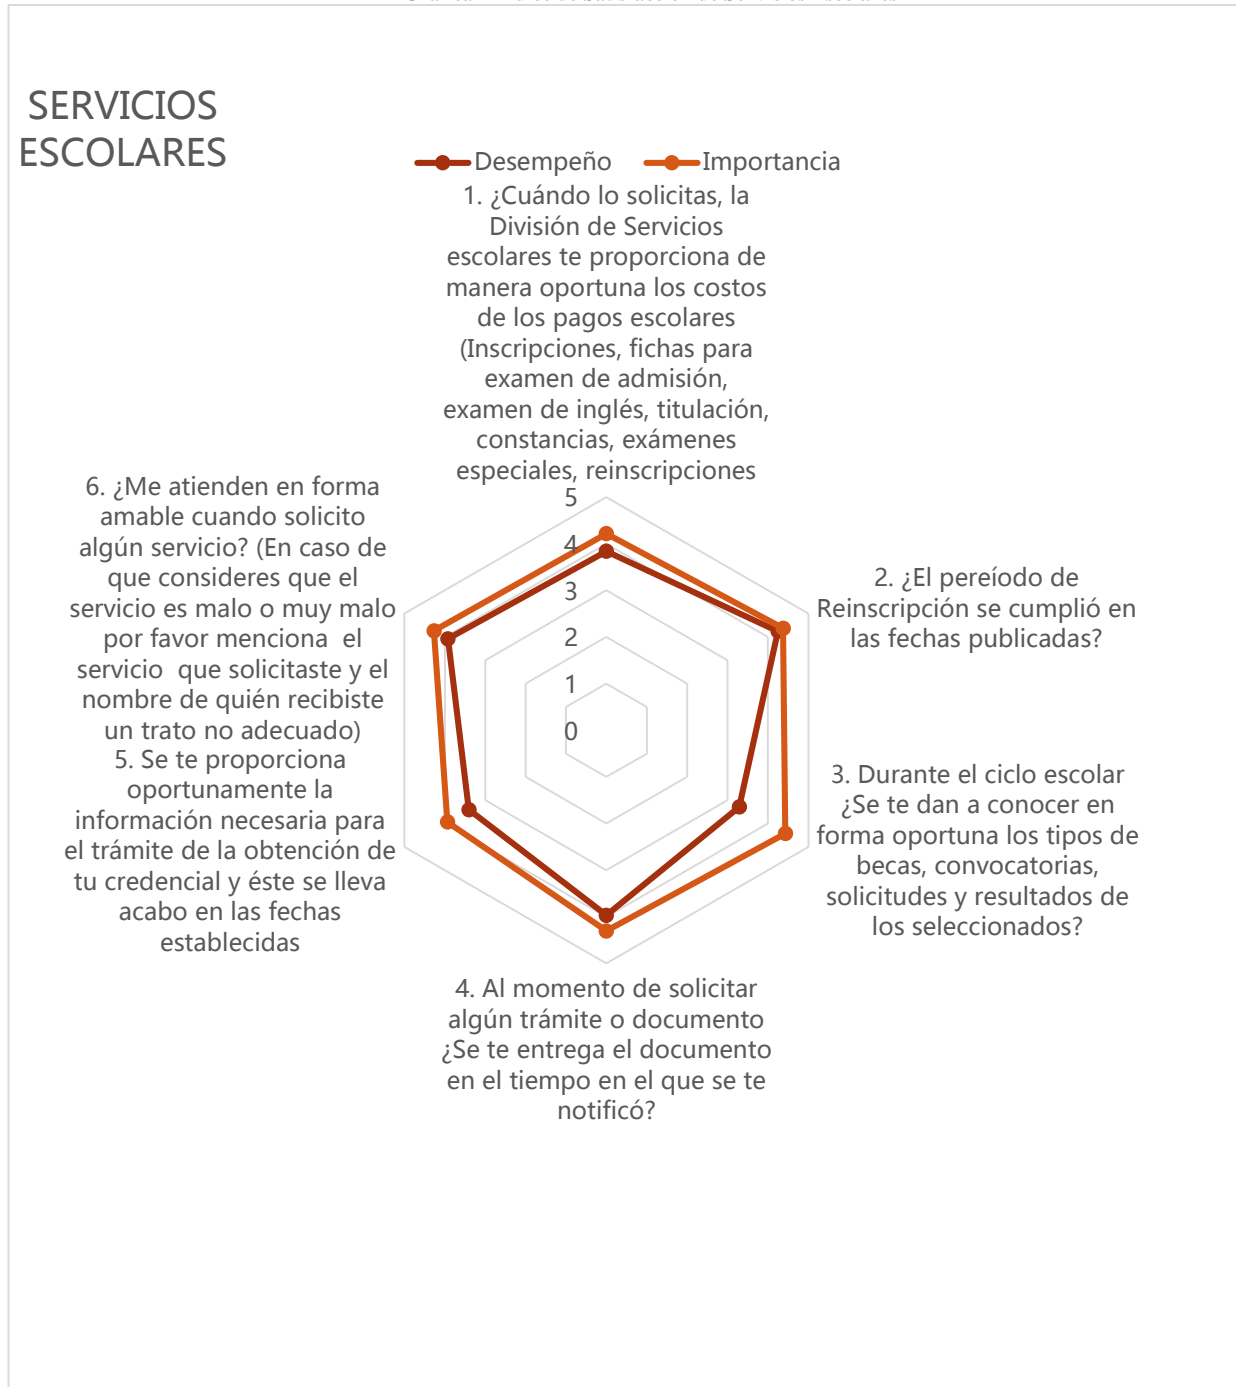 SERVICIOS
ESCOLARES
Desempeño Importancia
1. ¿Cuándo lo solicitas, la
División de Servicios
escolares te proporciona de
manera oportuna los costos
de los pagos escolares
(Inscripciones, fichas para
examen de admisión,
examen de inglés, titulación,
constancias, exámenes
especiales, reinscripciones
2. ¿El pereíodo de
Reinscripción se cumplió en
las fechas publicadas?
3. Durante el ciclo escolar
¿Se te dan a conocer en
forma oportuna los tipos de
becas, convocatorias,
solicitudes y resultados de
los seleccionados?
4. Al momento de solicitar
algún trámite o documento
¿Se te entrega el documento
en el tiempo en el que se te
notificó?
5. Se te proporciona
oportunamente la
información necesaria para
el trámite de la obtención de
tu credencial y éste se lleva
acabo en las fechas
establecidas
6. ¿Me atienden en forma
amable cuando solicito
algún servicio? (En caso de
que consideres que el
servicio es malo o muy malo
por favor menciona  el
servicio  que solicitaste y el
nombre de quién recibiste
un trato no adecuado)
5
4
3
2
1
0